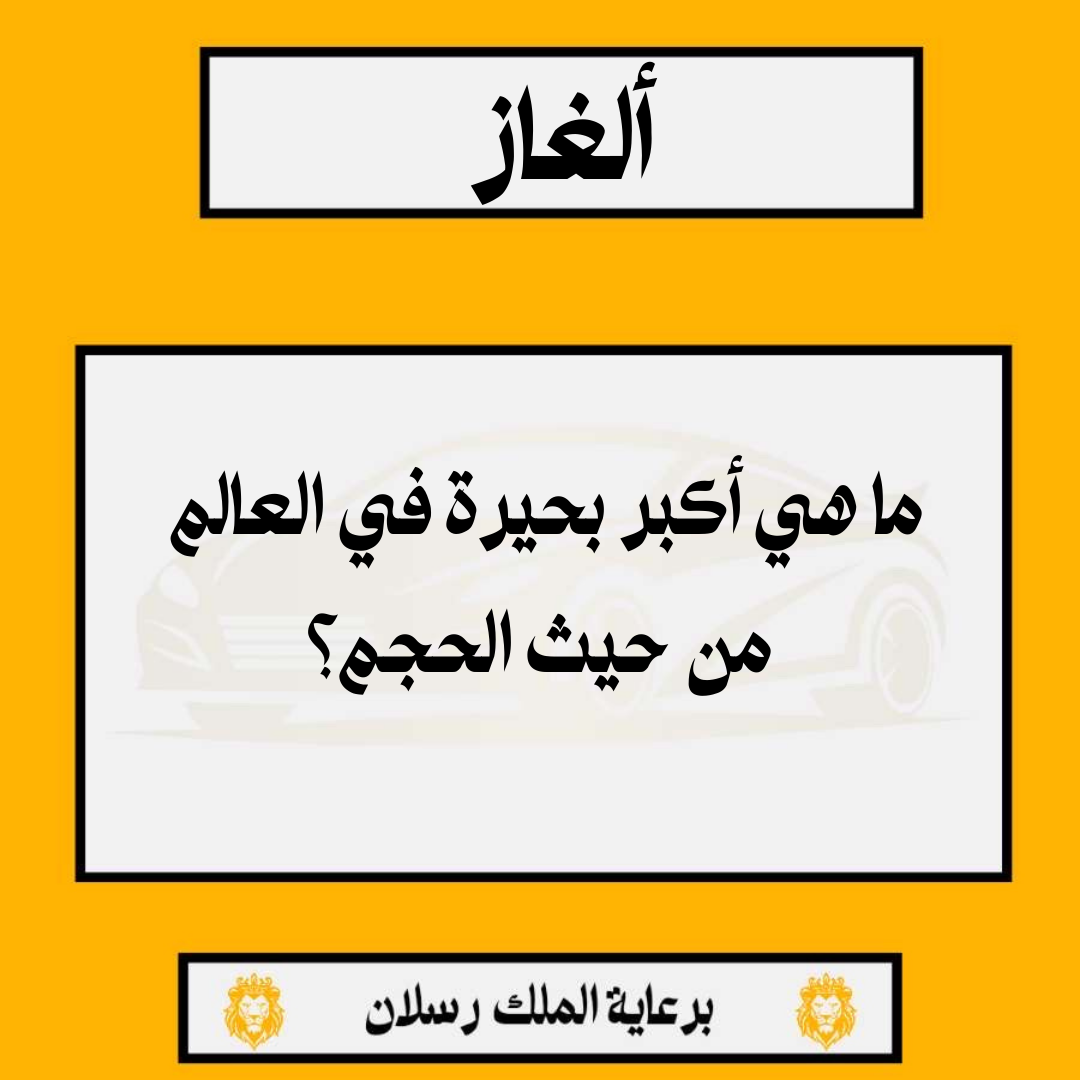 ألغاز
ما هي أكبر بحيرة في العالم
من حيث الحجم؟
برعاية الملك رسلان